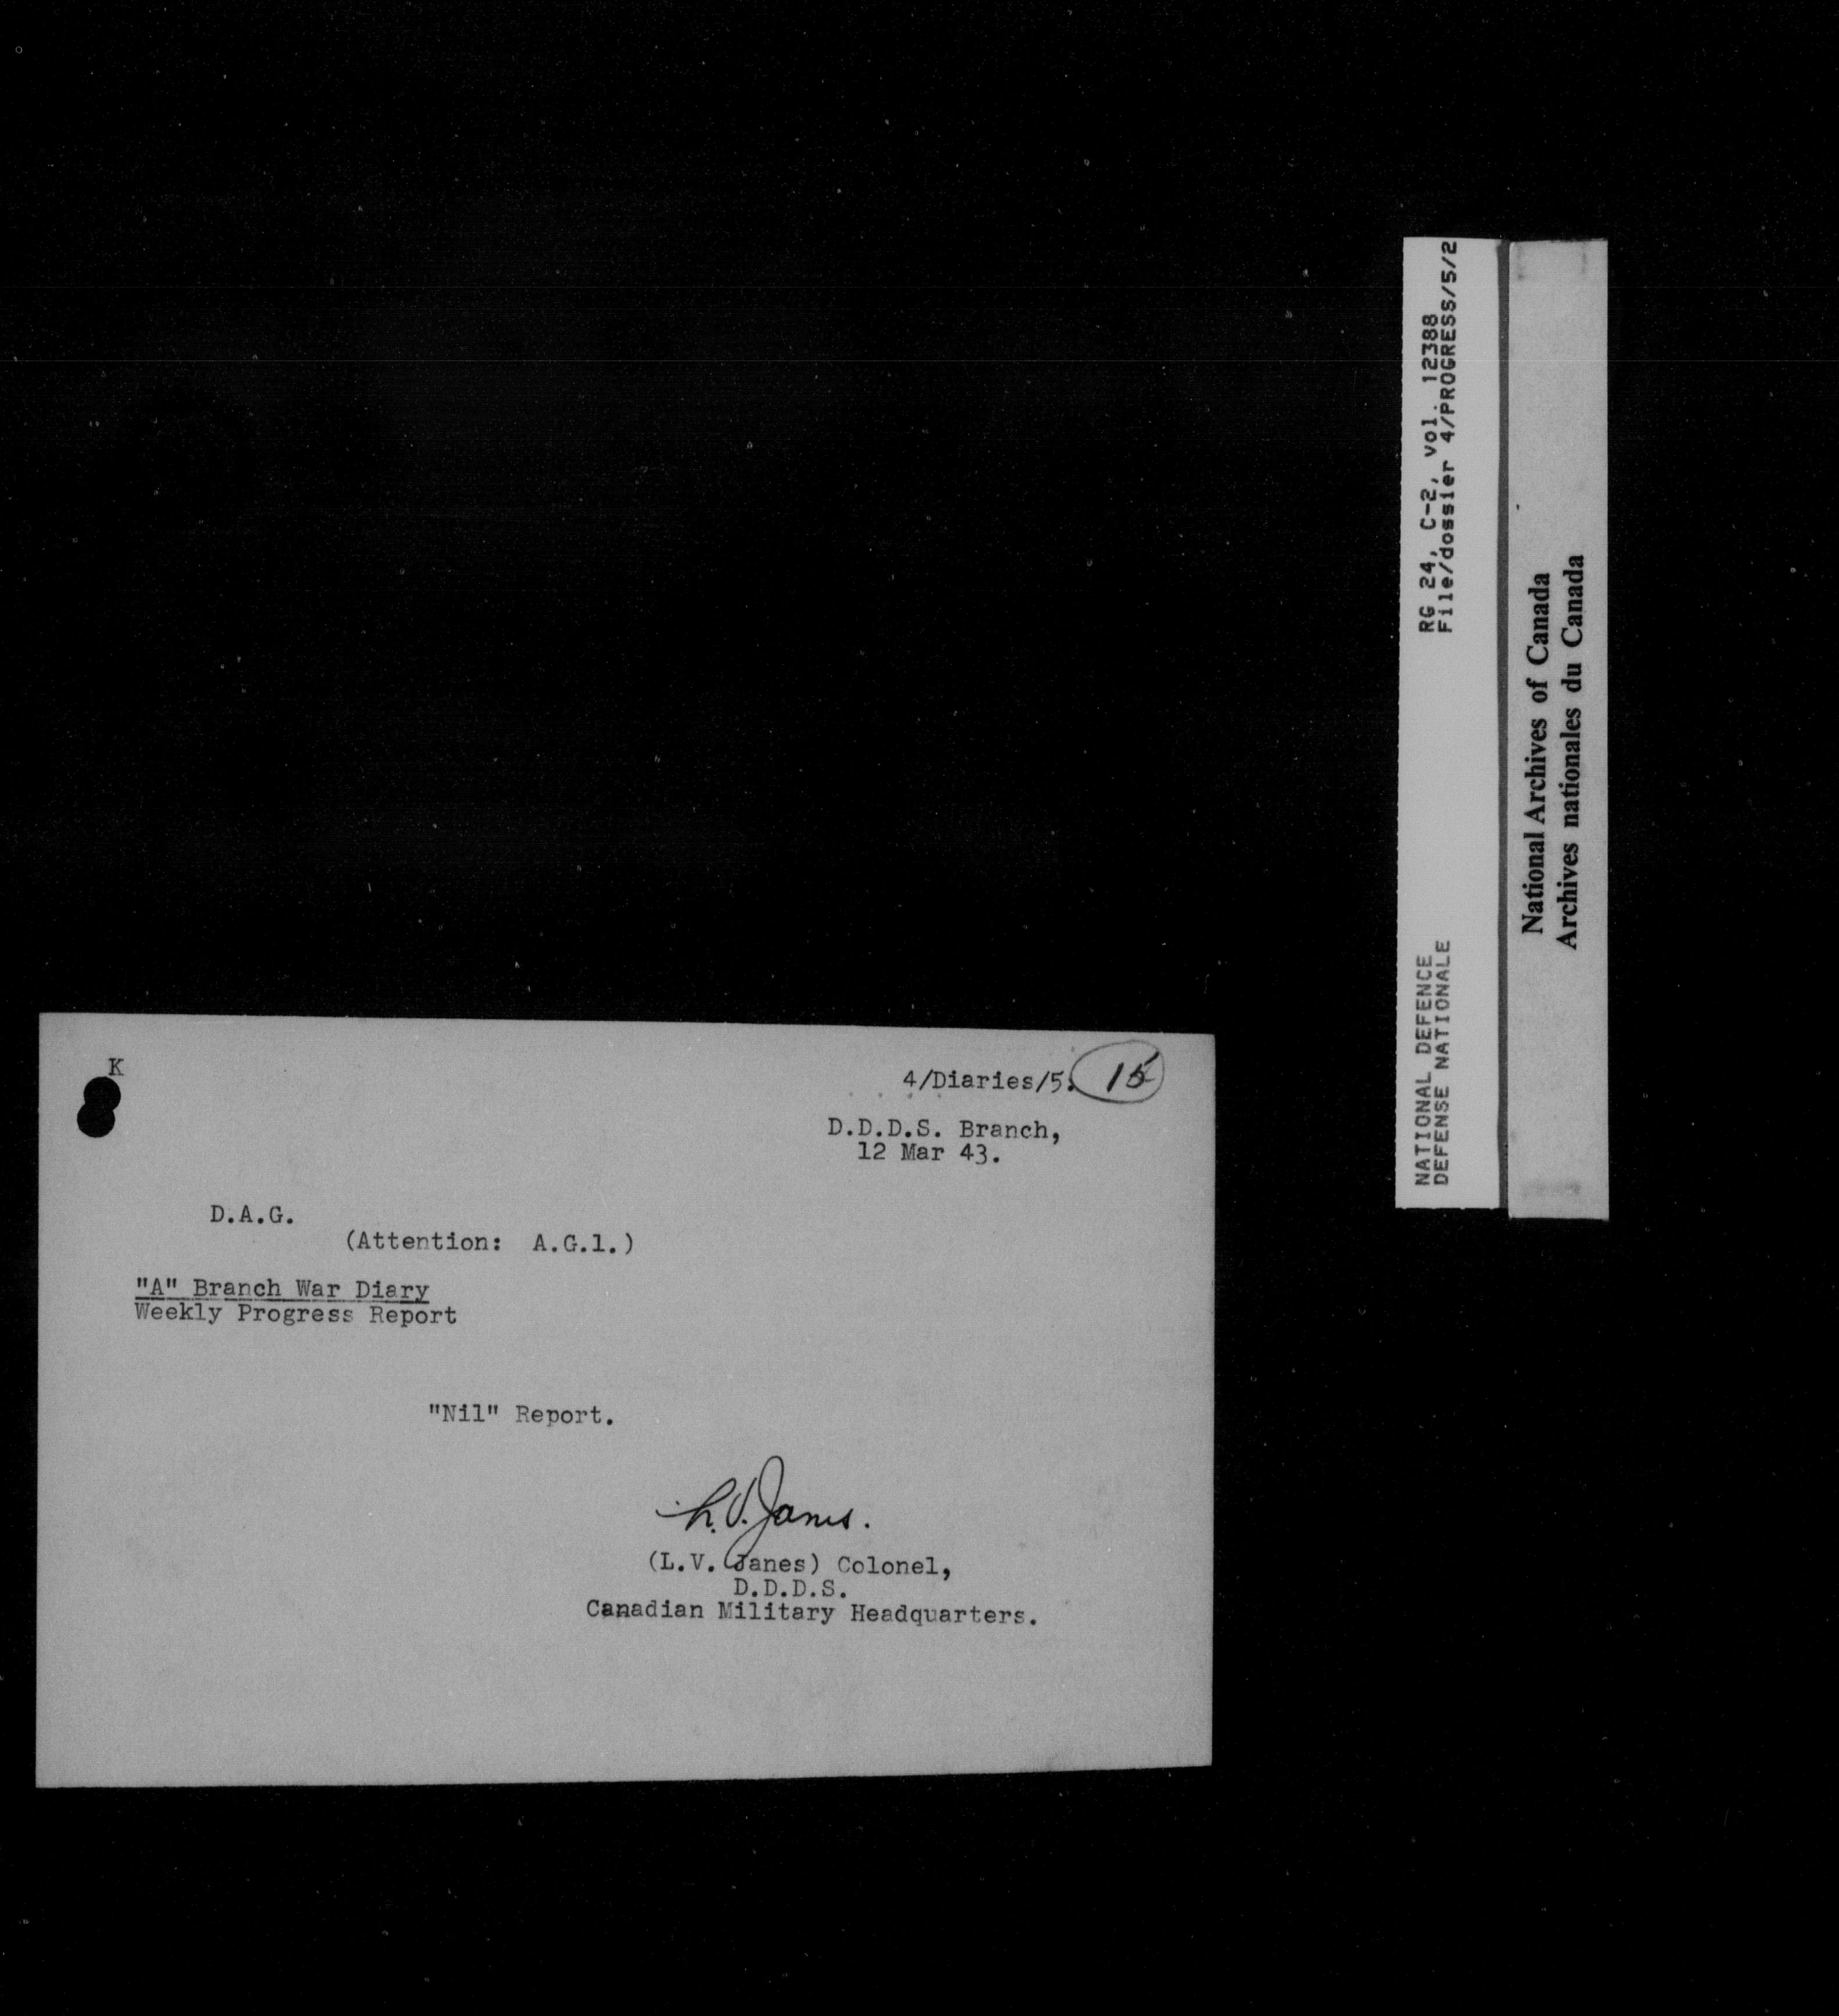 K
4/Diaries/5. 15
D.D.D.S. Branch,
12 Mar 43.
D.A.G.
(Attention: A.G.1.)
"A" Branch War Diary
Weekly Progress Report
"Nil" Report.
L.V. Janes.
(L.V. Janes) Colonel,
D.D.D.S.
Canadian Military Headquarters.
NATIONAL DEFENCE RG 24, C-2, vol. 12388
DEFENSE NATIONALE File/dossier 4/PROGRESS/5/2
National Archives of Canada
Archives nationales du Canada